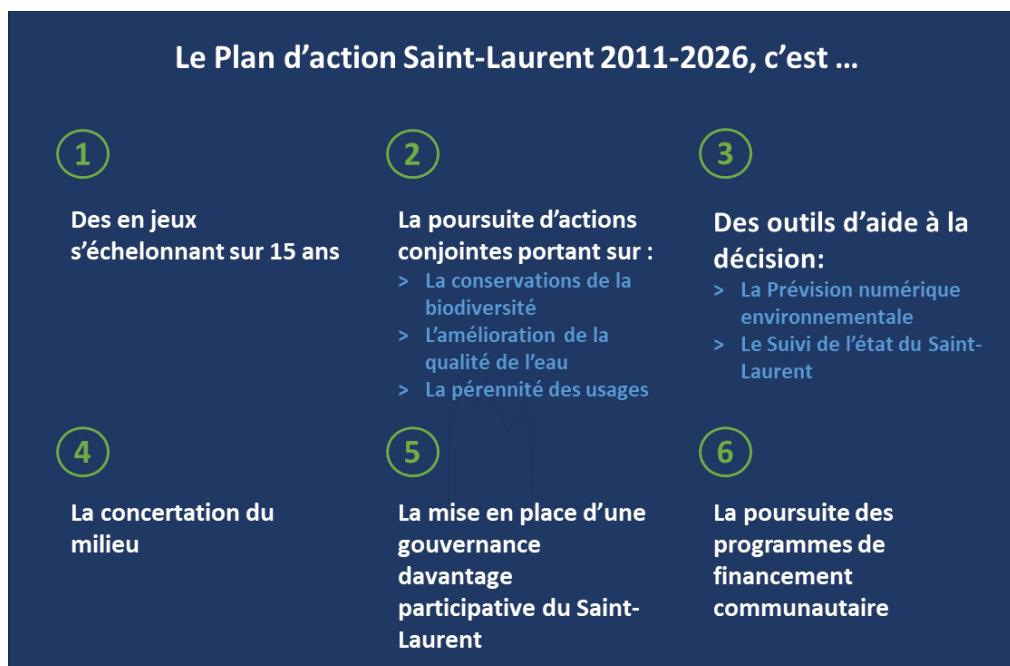 Le Plan d’action Saint-Laurent 2011-2026, c’est …
1
Des en jeux
s’échelonnant sur 15 ans
2
La poursuite d’actions
conjointes portant sur :
> La conservations de la
biodiversité
> L’amélioration de la
qualité de l’eau
> La pérennité des usages
3
Des outils d’aide à la
décision:
> La Prévision numérique
environnementale
> Le Suivi de l’état du Saint-
Laurent
4
La concertation du
milieu
5
La mise en place d’une
gouvernance
davantage
participative du Saint-
Laurent
6
La poursuite des
programmes de
financement
communautaire